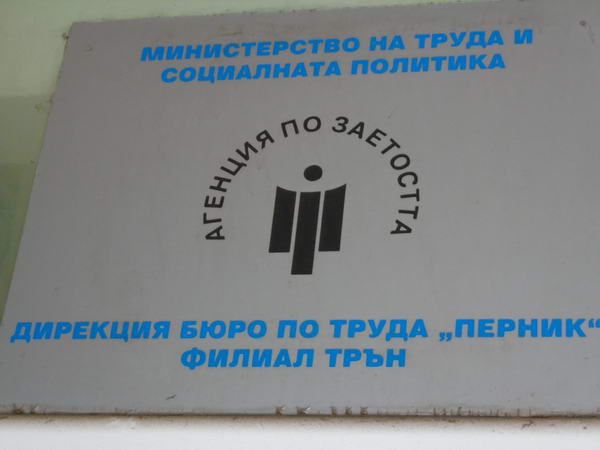 МИНИСТЕРСТВО НА ТРУДА И
СОЦИАЛНАТА ПОЛИТИКА
АГЕНЦИЯ ПО ЗАЕТОСТТА
ДИРЕКЦИЯ БЮРО ПО ТРУДА „ПЕРНИК“
ФИЛИАЛ ТРЪН